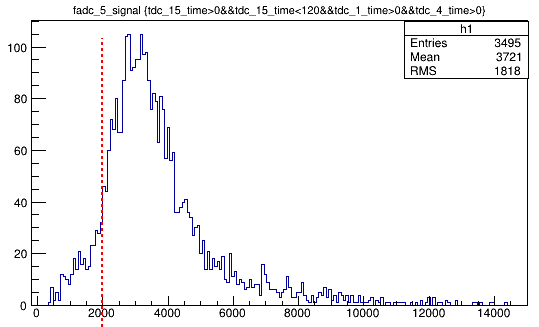 fadc_5_signal {tdc_15_time>0&&tdc_15_time<120&&tdc_1_time>0&&tdc_4_time>0}
h1
Entries 3495
Mean 3721
RMS 1818
100
80
60
40
20
0
0 2000 4000 6000 8000 10000 12000 14000